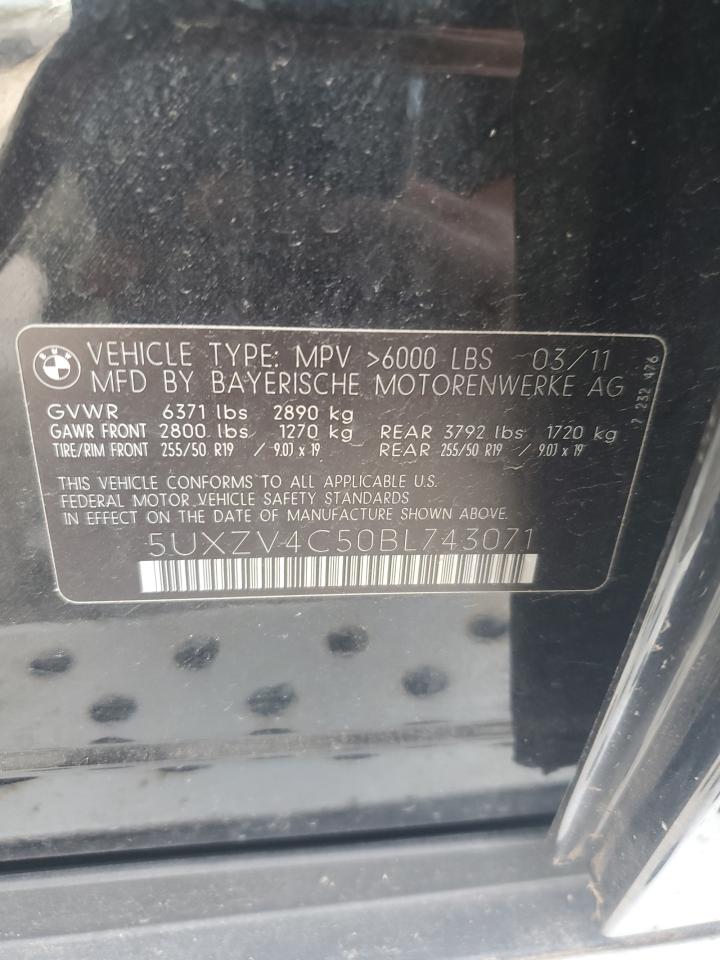 BMW
VEHICLE TYPE: MPV >6000 LBS 03/11
MFD BY BAYERISCHE MOTORENWERKE AG
GVWR 6371 lbs 2890 kg
GAWR FRONT 2800 lbs 1270 kg REAR 3792 lbs 1720 kg
TIRE/RIM FRONT 255/50 R19 / 9.0J x 19 REAR 255/50 R19 / 9.0J x 19
THIS VEHICLE CONFORMS TO ALL APPLICABLE U.S.
FEDERAL MOTOR VEHICLE SAFETY STANDARDS
IN EFFECT ON THE DATE OF MANUFACTURE SHOWN ABOVE.
5UXZV4C50BL743071
7 232 476